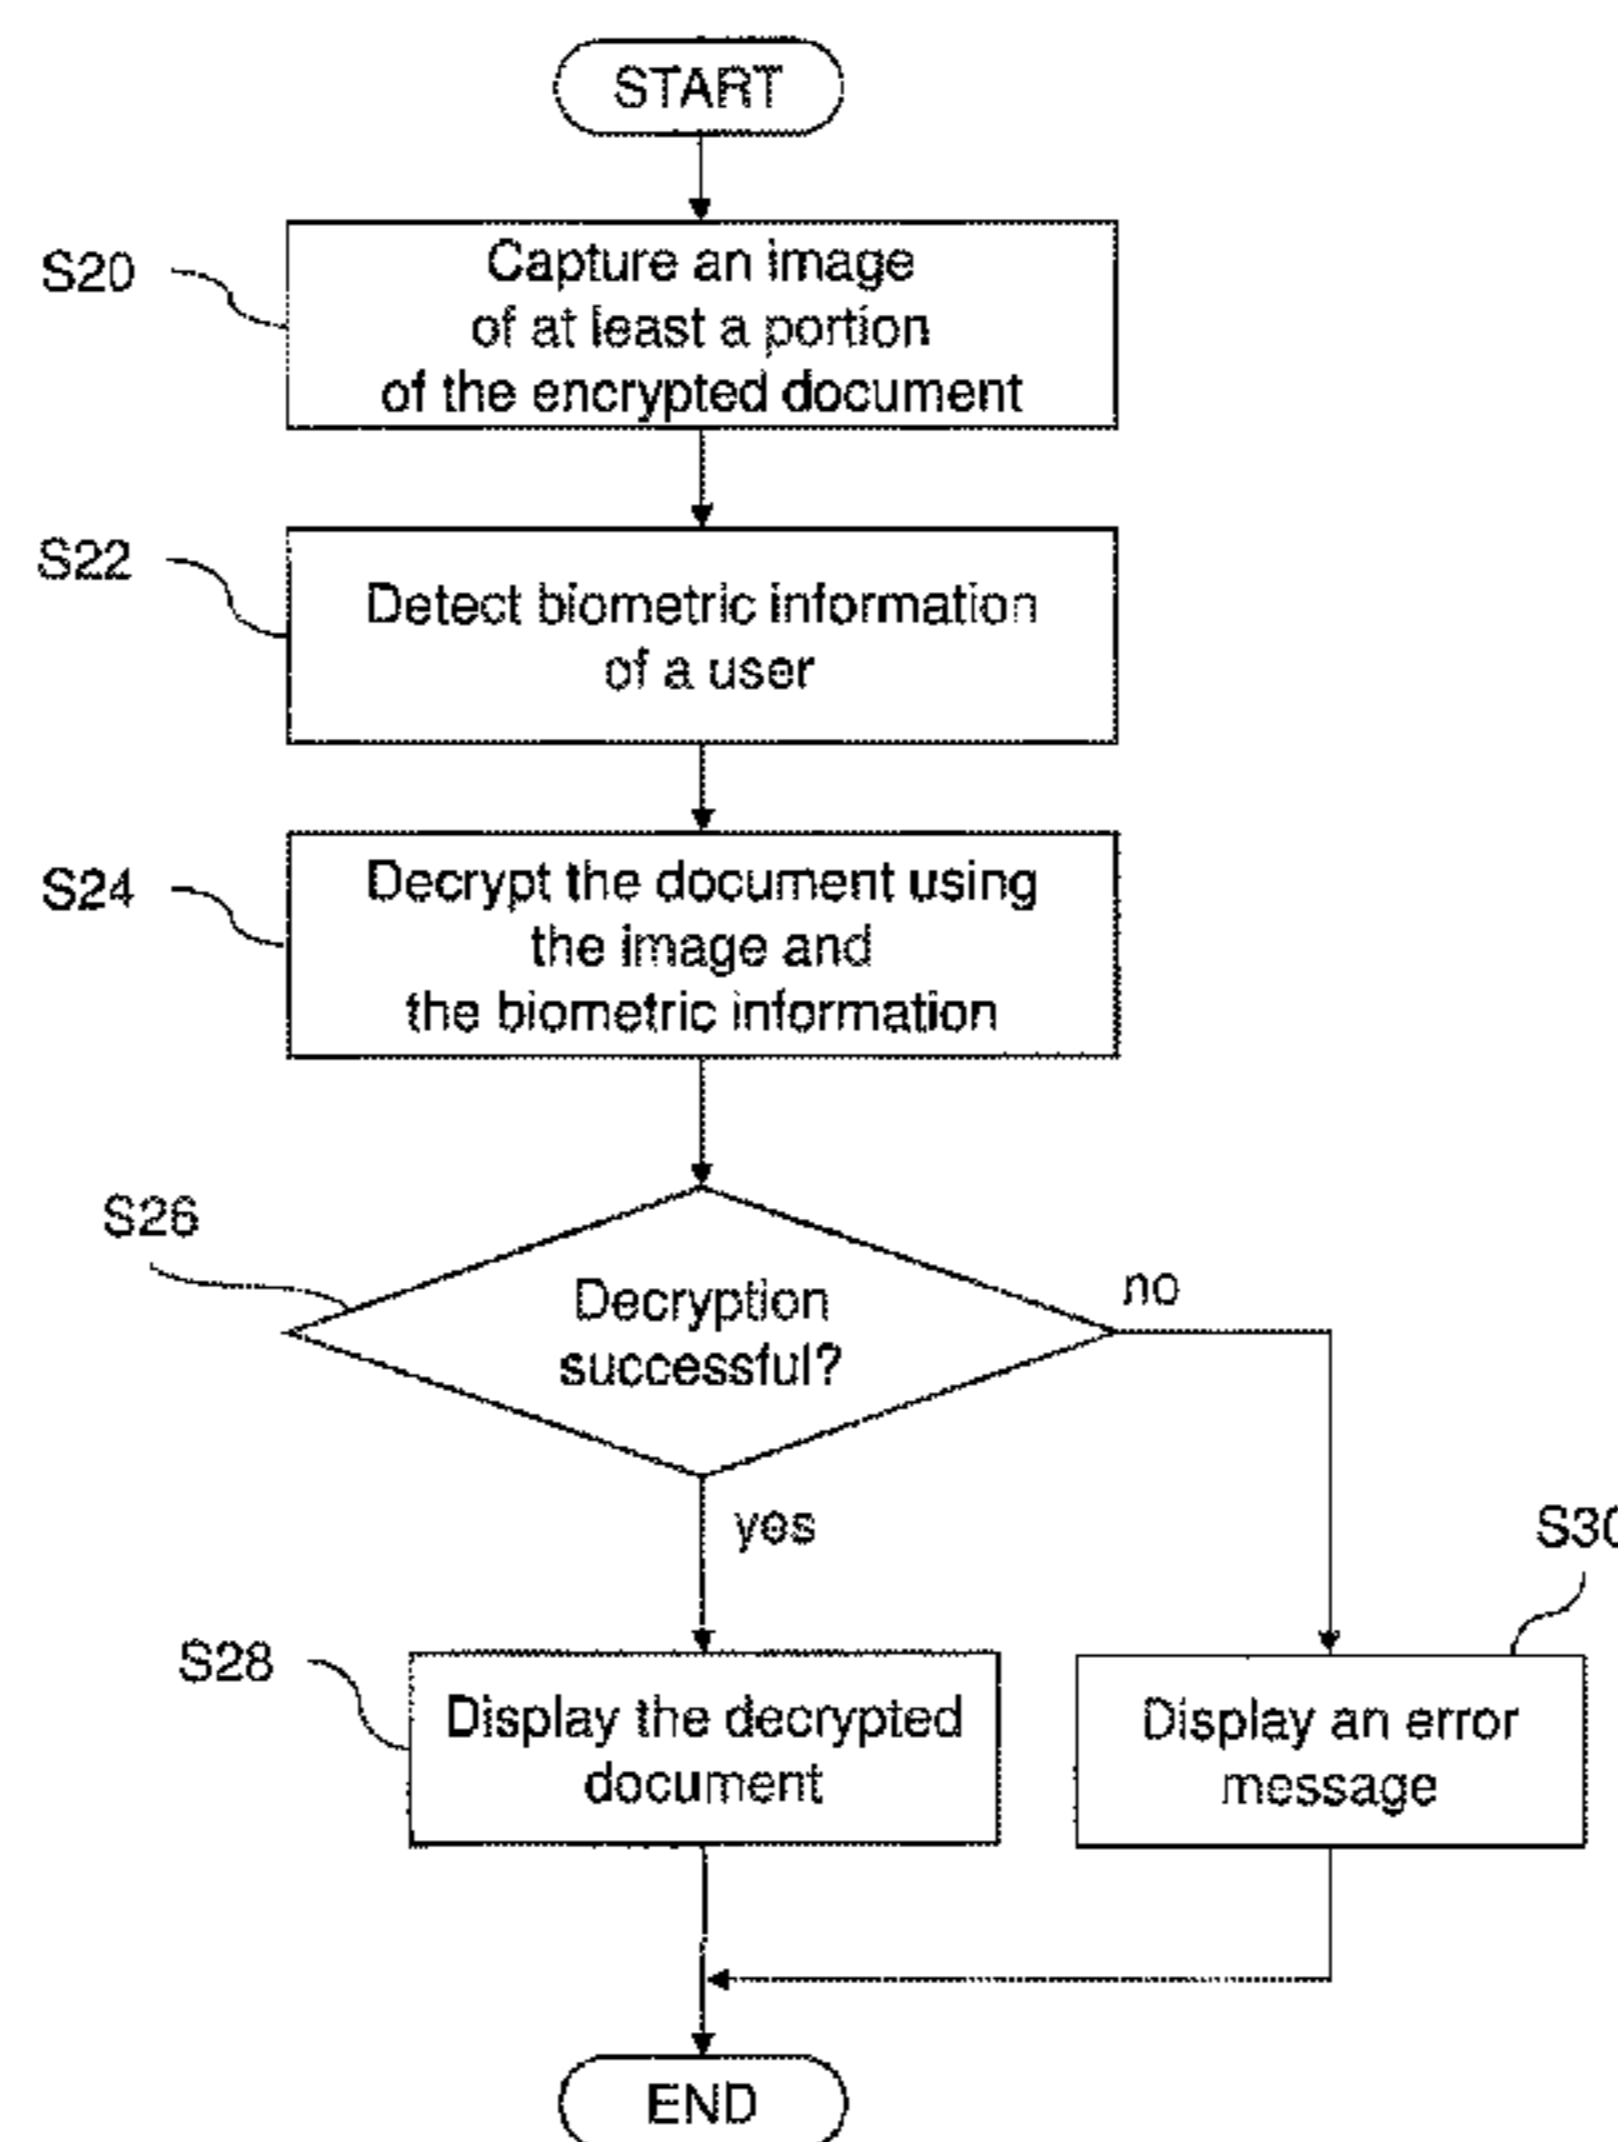 START
S20
Capture an image
of at least a portion
of the encrypted document
S22
Detect biometric information
of a user
S24
Decrypt the document using
the image and
the biometric information
S26
Decryption
successful?
no
yes
S30
S28
Display the decrypted
document
Display an error
message
END